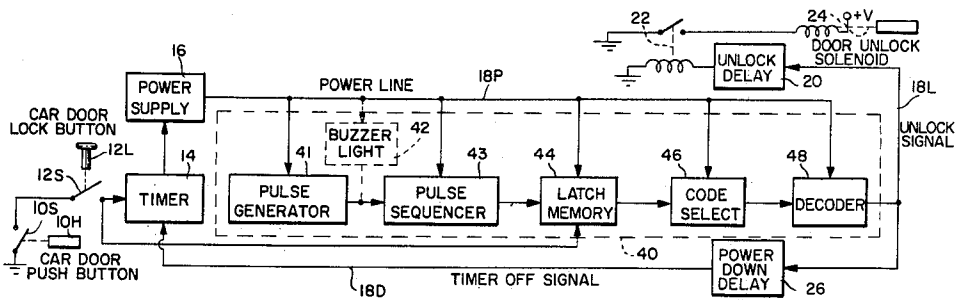 22
24
+V
DOOR UNLOCK
SOLENOID
16
POWER
SUPPLY
POWER LINE
18P
UNLOCK
DELAY
20
18L
UNLOCK
SIGNAL
CAR DOOR
LOCK BUTTON
12L
12S
14
TIMER
BUZZER
LIGHT
42
41
PULSE
GENERATOR
43
PULSE
SEQUENCER
44
LATCH
MEMORY
46
CODE
SELECT
48
DECODER
10S
10H
CAR DOOR
PUSH BUTTON
40
TIMER OFF SIGNAL
18D
POWER
DOWN
DELAY
26